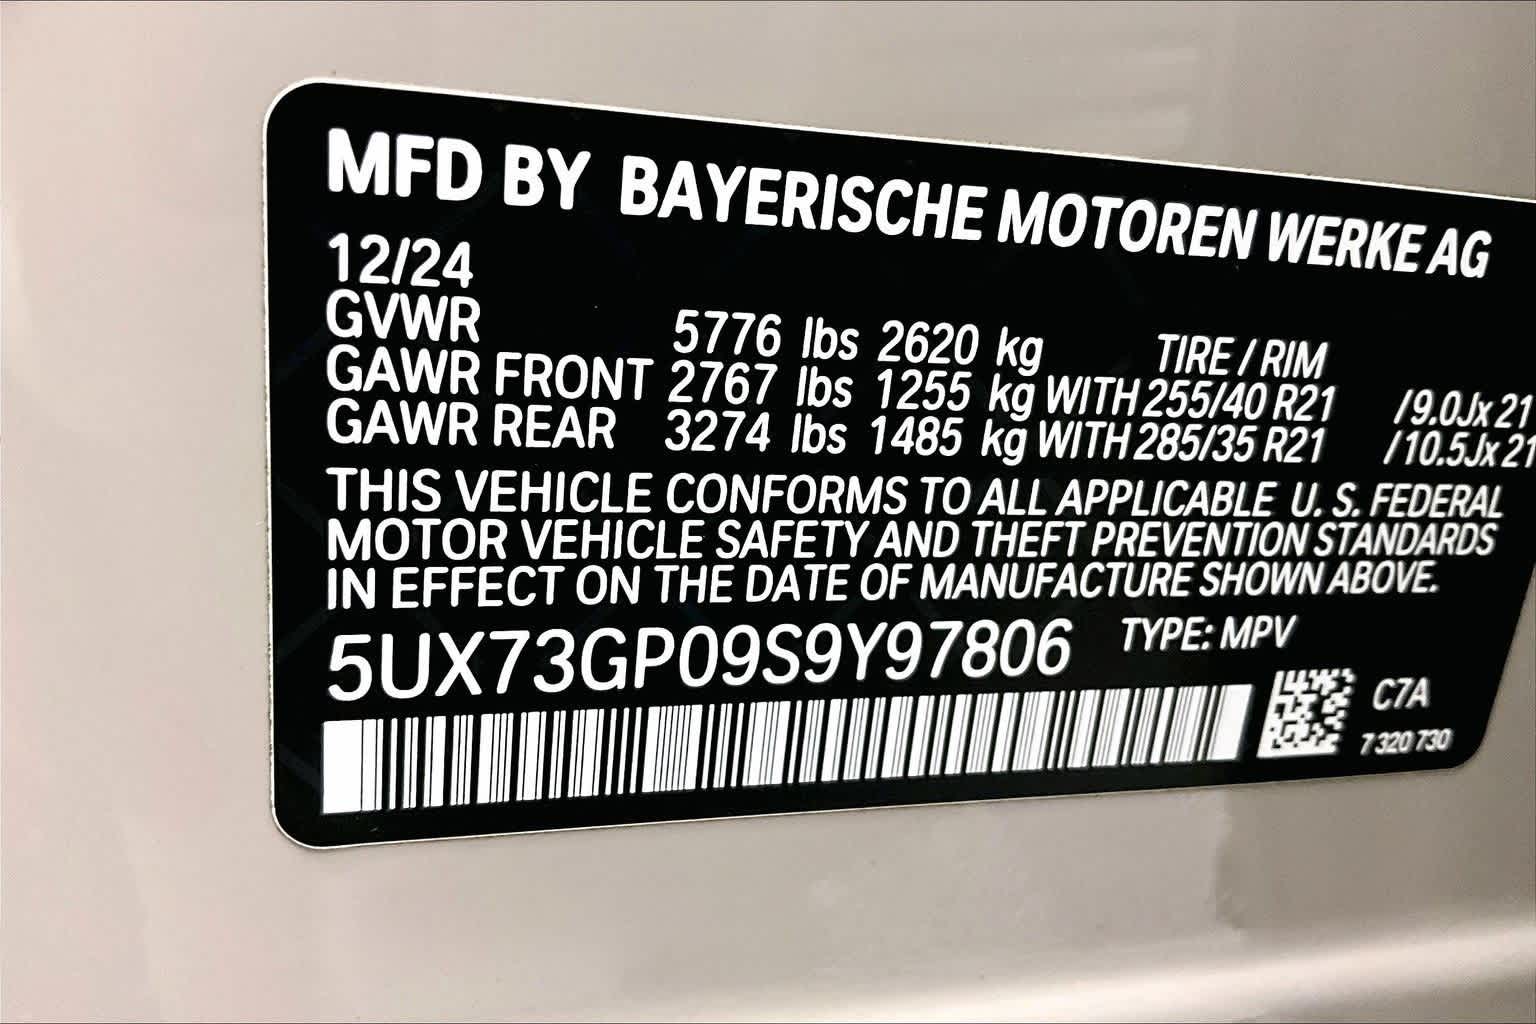 MFD BY BAYERISCHE MOTOREN WERKE AG
12/24
GVWR 5776 lbs 2620 kg TIRE / RIM
GAWR FRONT 2767 lbs 1255 kg WITH 255/40 R21 /9.0Jx21
GAWR REAR 3274 lbs 1485 kg WITH 285/35 R21 /10.5Jx21
THIS VEHICLE CONFORMS TO ALL APPLICABLE U. S. FEDERAL
MOTOR VEHICLE SAFETY AND THEFT PREVENTION STANDARDS
IN EFFECT ON THE DATE OF MANUFACTURE SHOWN ABOVE.
5UX73GP09S9Y97806 TYPE: MPV
C7A
7 320 730